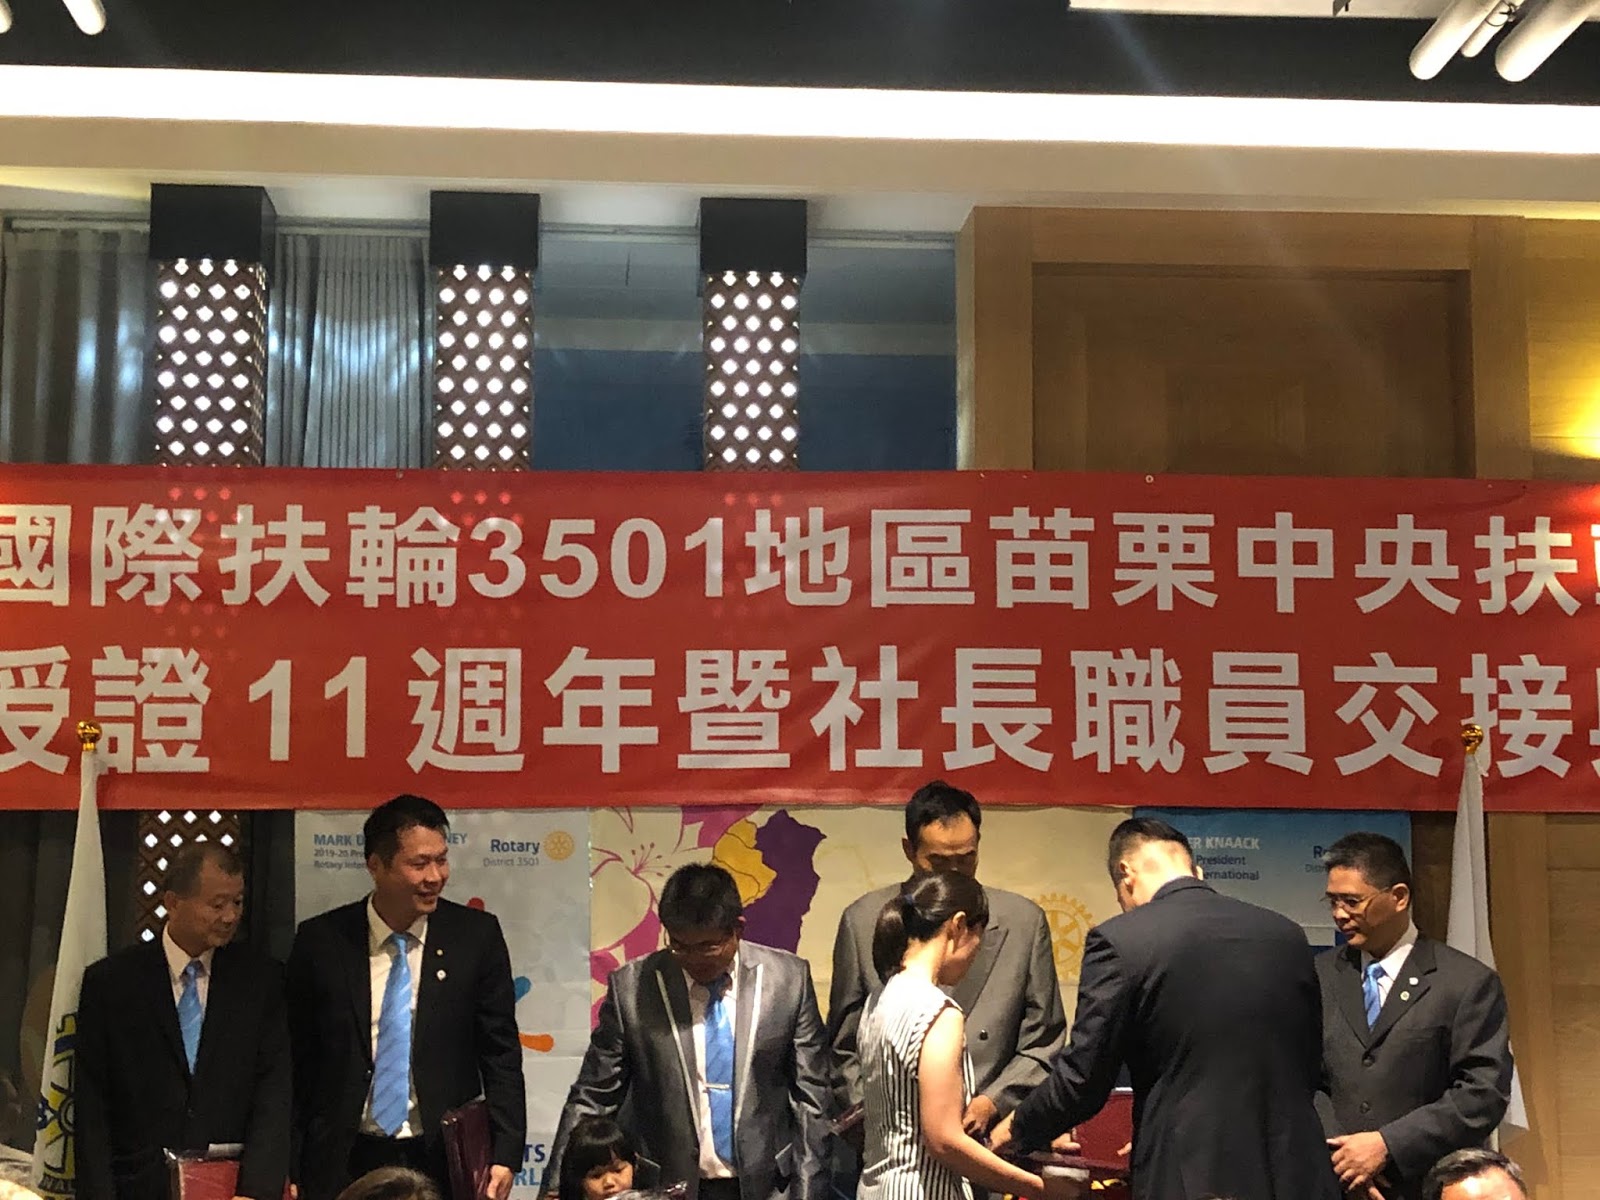 國際扶輪3501地區苗栗中央扶
授證 11週年暨社長職員交接
MARK
2019-20
Rotary
Rotary
District 3501
KNAACK
President
International